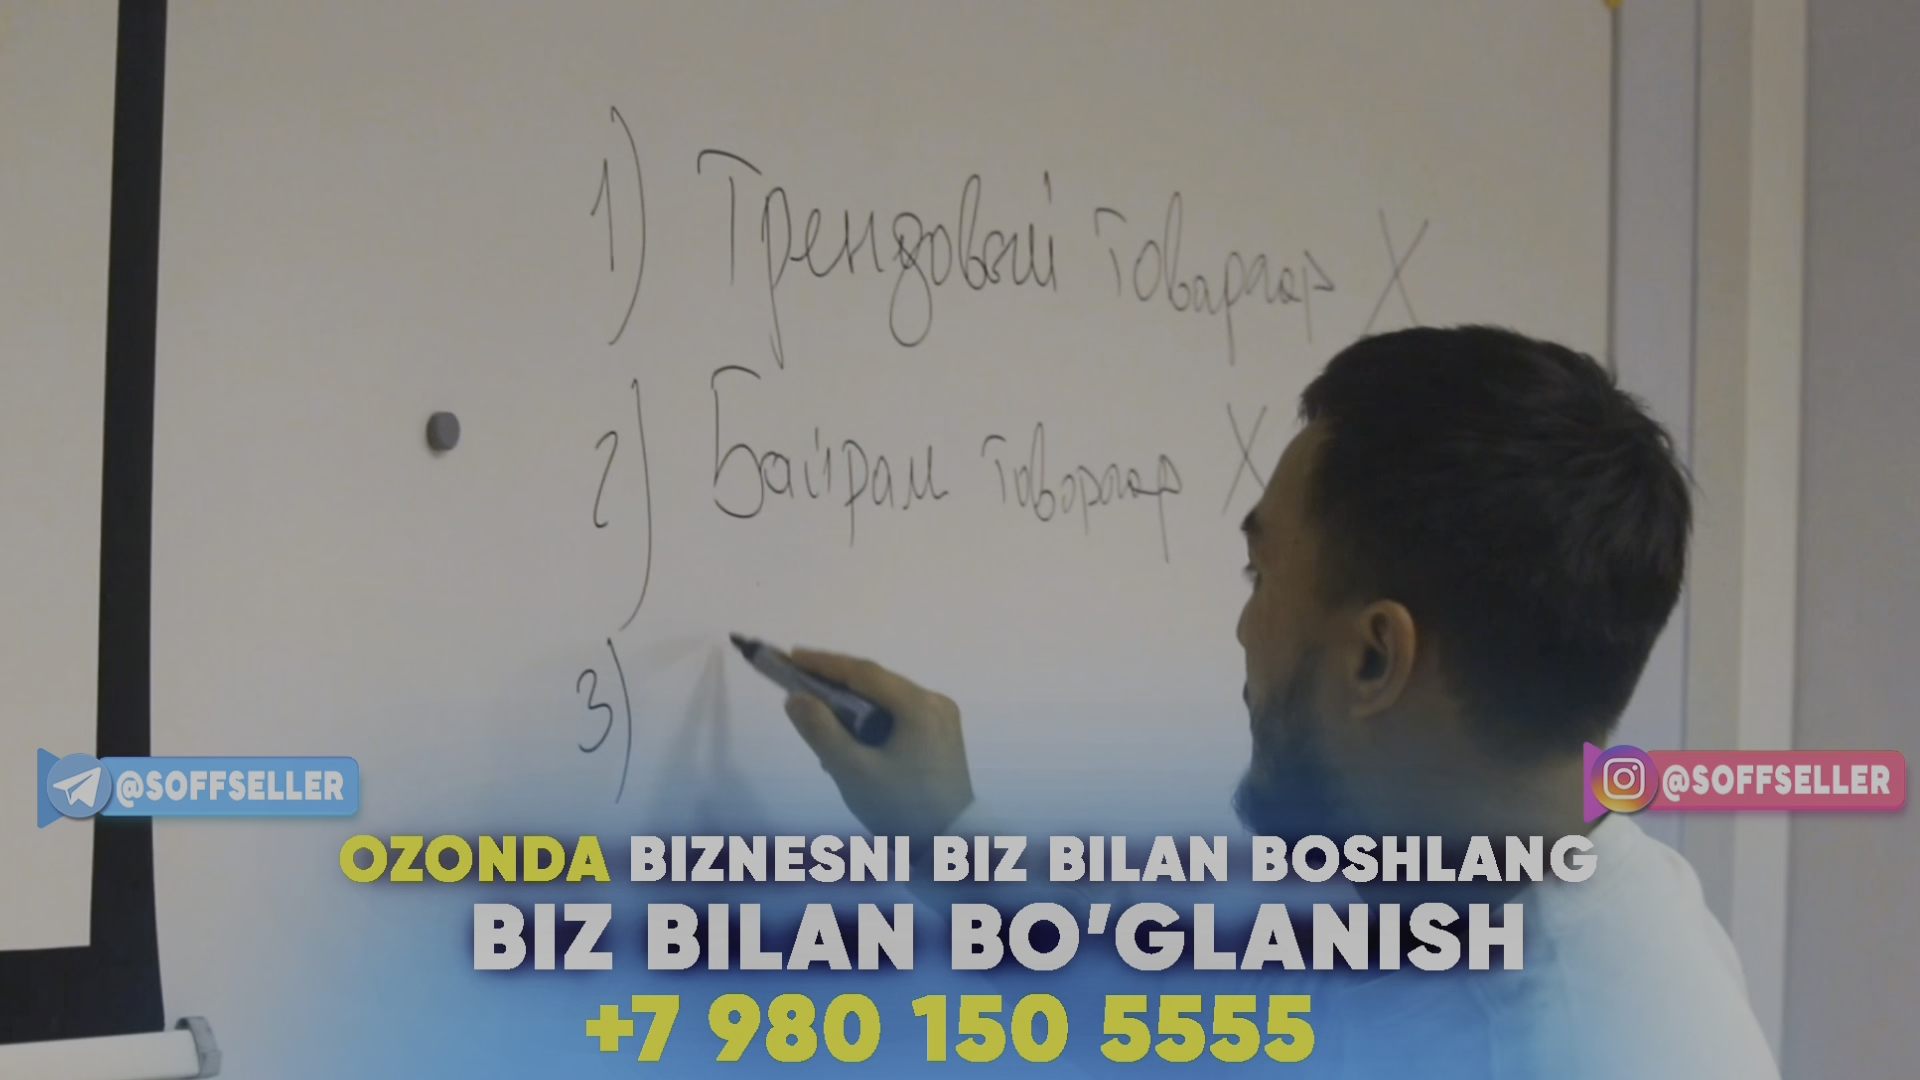 1) Трендовый товарлар X
2) Байрам товарлар X
3)
@SOFFSELLER
@SOFFSELLER
OZONDA BIZNESNI BIZ BILAN BOSHLANG
BIZ BILAN BO'GLANISH
+7 980 150 5555